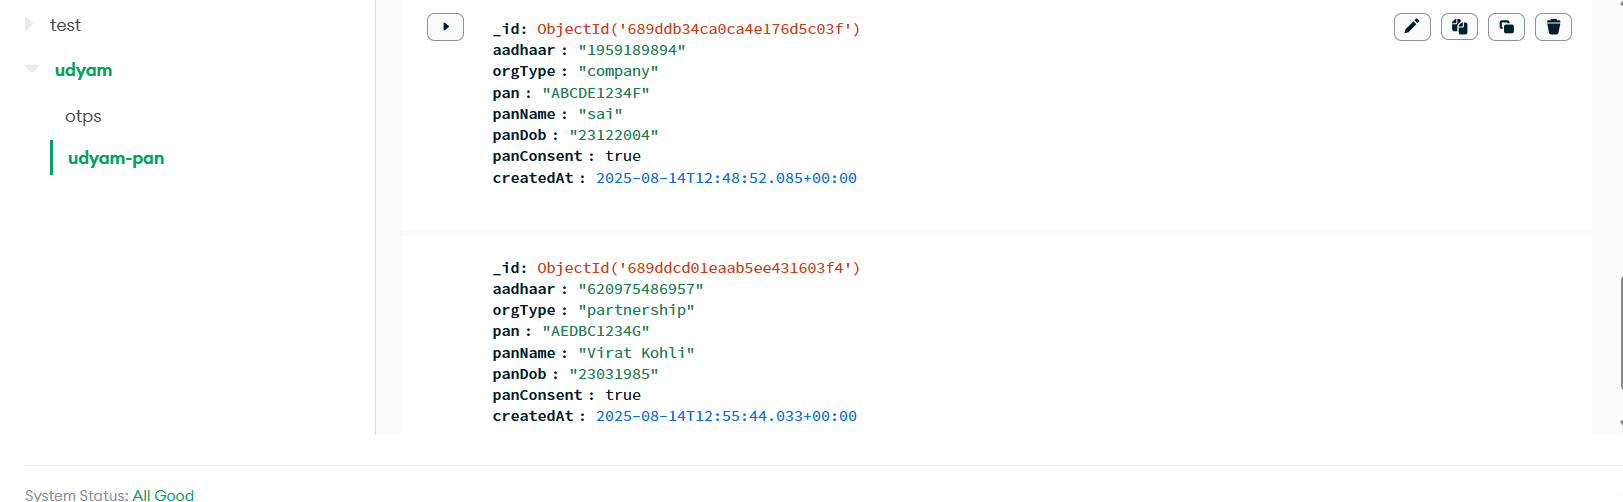 test
udyam
otps
udyam-pan
_id: ObjectId('689ddb34ca0ca4e176d5c03f')
aadhaar : "1959189894"
orgType : "company"
pan : "ABCDE1234F"
panName : "sai"
panDob : "23122004"
panConsent : true
createdAt : 2025-08-14T12:48:52.085+00:00
_id: ObjectId('689ddcd01eaab5ee431603f4')
aadhaar : "620975486957"
orgType : "partnership"
pan : "AEDBC1234G"
panName : "Virat Kohli"
panDob : "23031985"
panConsent : true
createdAt : 2025-08-14T12:55:44.033+00:00
System Status: All Good